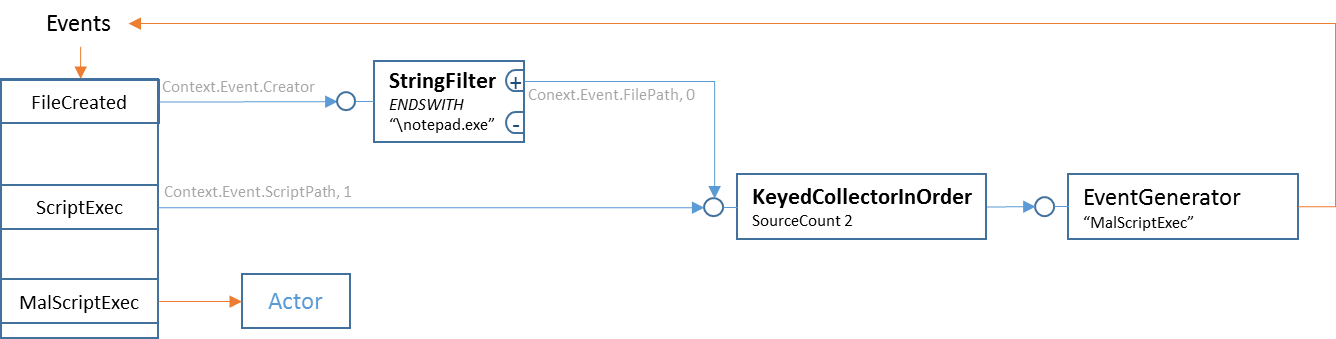 Events
FileCreated
Context.Event.Creator
StringFilter
ENDSWITH
“\notepad.exe”
+
-
Conext.Event.FilePath, 0
ScriptExec
Context.Event.ScriptPath, 1
KeyedCollectorInOrder
SourceCount 2
EventGenerator
“MalScriptExec”
MalScriptExec
Actor